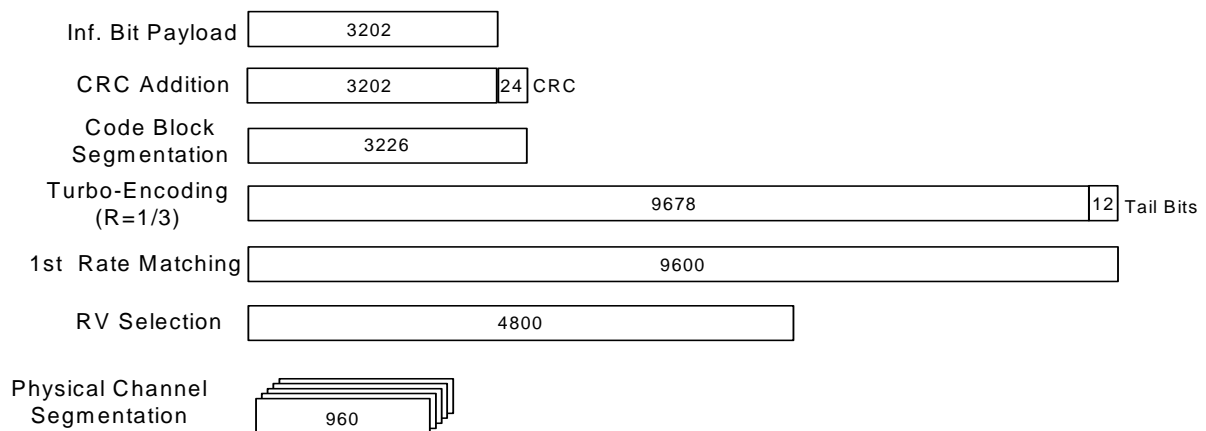 Inf. Bit Payload 3202
CRC Addition 3202 24 CRC
Code Block
Segmentation 3226
Turbo-Encoding
(R=1/3) 9678 12 Tail Bits
1st Rate Matching 9600
RV Selection 4800
Physical Channel
Segmentation 960